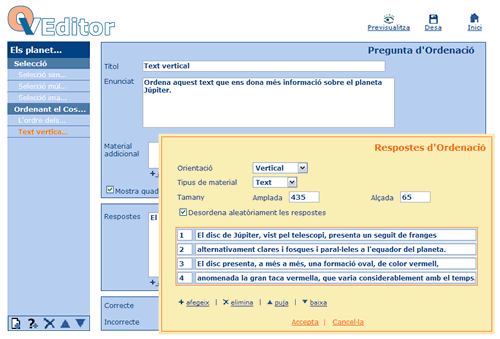 QVEditor
Previsualitza
Desa
Inici
Els planet...
Selecció
Selecció sen...
Selecció múl...
Selecció ima...
Ordenant el Cos...
L'ordre dels...
Text vertica...
Pregunta d'Ordenació
Títol
Text vertical
Enunciat
Ordena aquest text que ens dona més informació sobre el planeta
Júpiter.
Material
addicional
Mostra quad
Respostes
El
Correcte
Incorrecte
Respostes d'Ordenació
Orientació
Vertical
Tipus de material
Text
Tamany
Amplada
435
Alçada
65
Desordena aleatòriament les respostes
1 El disc de Júpiter, vist pel telescopi, presenta un seguit de franges
2 alternativament clares i fosques i paral·leles a l'equador del planeta.
3 El disc presenta, a més a més, una formació oval, de color vermell,
4 anomenada la gran taca vermella, que varia considerablement amb el temps.
+ afegeix | elimina | puja | baixa
Accepta | Cancel·la